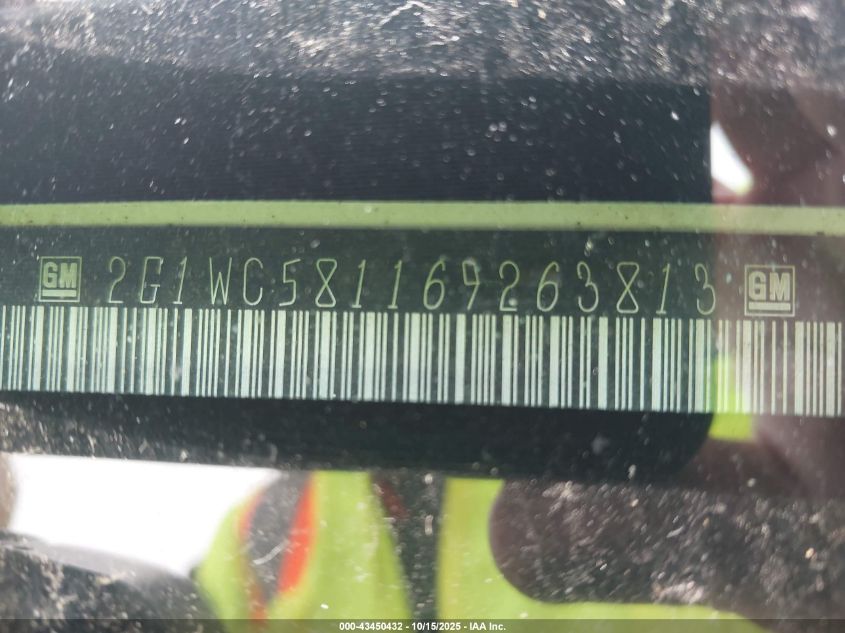 GM 2G1WC581169263813 GM
000-43450432 - 10/15/2025 - IAA Inc.